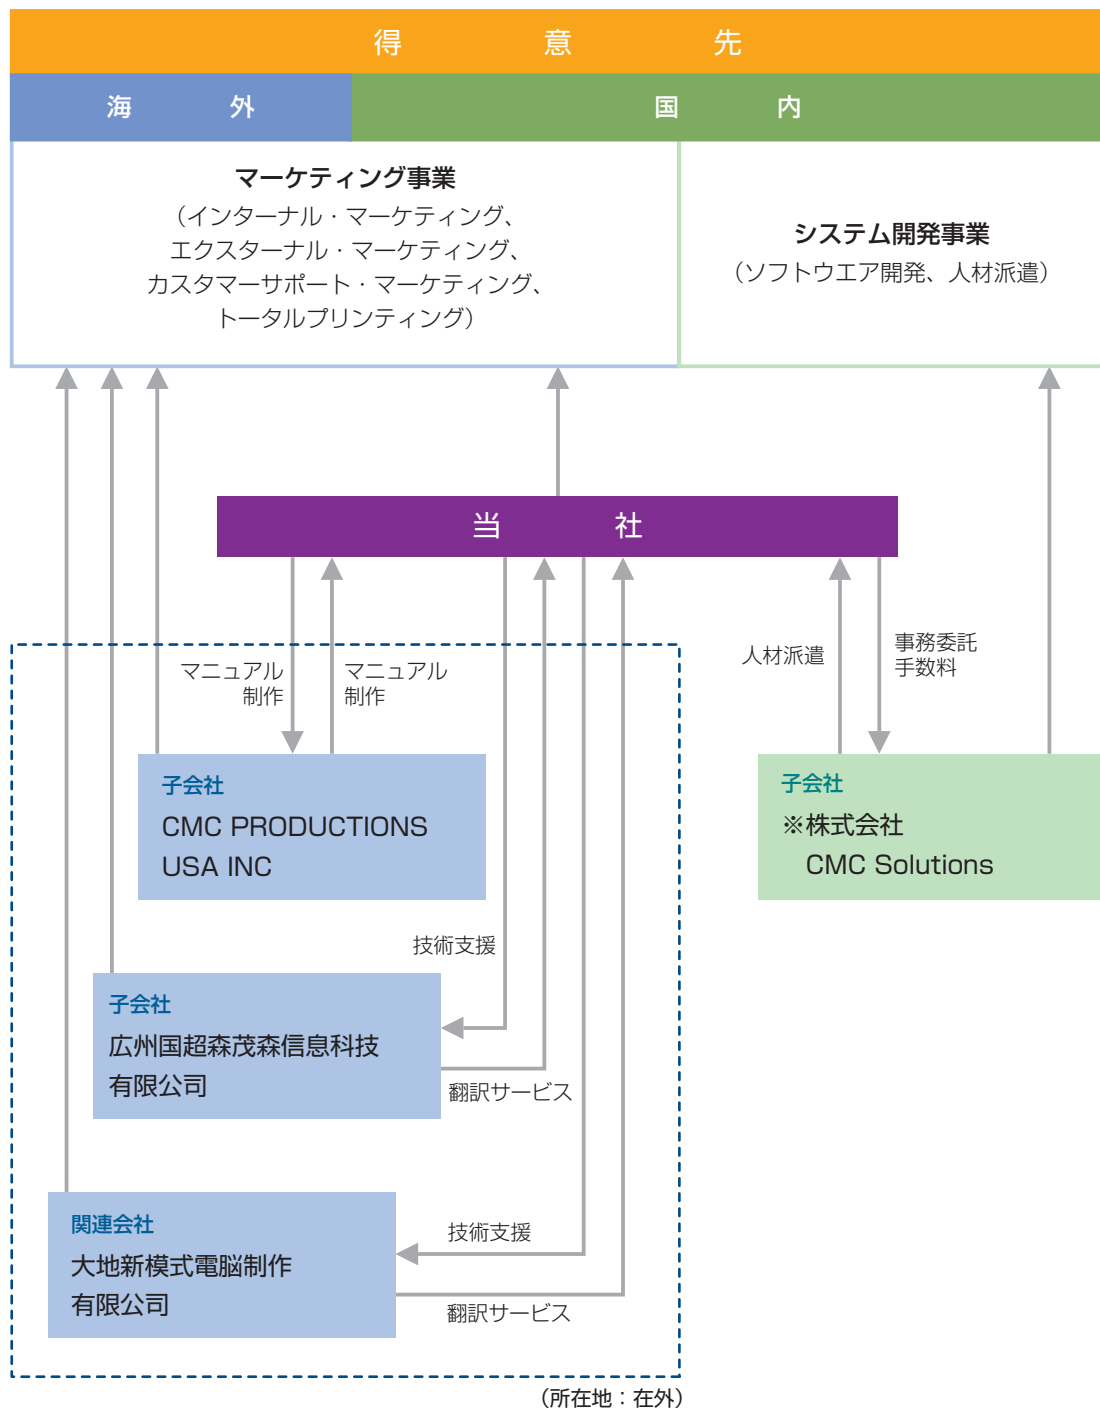 得意先
海外
国内
マーケティング事業
（インターナル・マーケティング、
エクスターナル・マーケティング、
カスタマーサポート・マーケティング、
トータルプリンティング）
システム開発事業
（ソフトウエア開発、人材派遣）
当社
マニュアル
制作
マニュアル
制作
人材派遣
事務委託
手数料
子会社
CMC PRODUCTIONS
USA INC
子会社
※株式会社
CMC Solutions
技術支援
子会社
広州国超森茂森信息科技
有限公司
翻訳サービス
関連会社
大地新模式電脳制作
有限公司
技術支援
翻訳サービス
（所在地：在外）